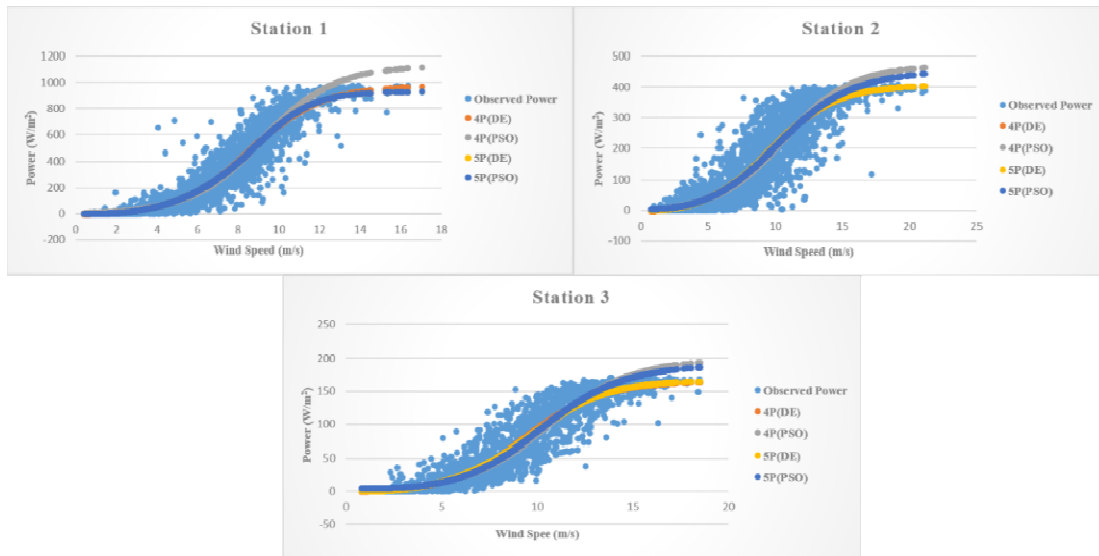 Station 1
1200
1000
800
600
400
200
0
-200
Power (W/m²)
0 2 4 6 8 10 12 14 16 18
Wind Speed (m/s)
Observed Power
4P(DE)
4P(PSO)
5P(DE)
5P(PSO)
Station 2
500
400
300
200
100
0
-100
Power (W/m²)
0 5 10 15 20 25
Wind Speed (m/s)
Observed Power
4P(DE)
4P(PSO)
5P(DE)
5P(PSO)
Station 3
250
200
150
100
50
0
-50
Power (W/m²)
0 5 10 15 20
Wind Spee (m/s)
Observed Power
4P(DE)
4P(PSO)
5P(DE)
5P(PSO)